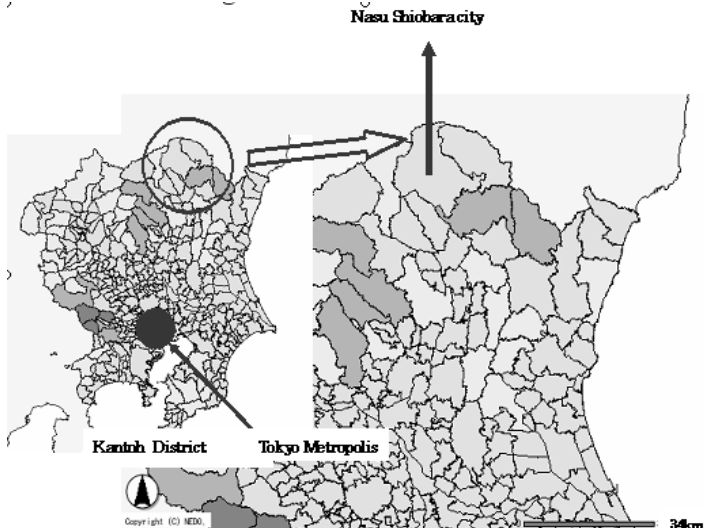 Nasu Shiobara city
Kantoh District
Tokyo Metropolis
Copyright (C) NEDO.
34km